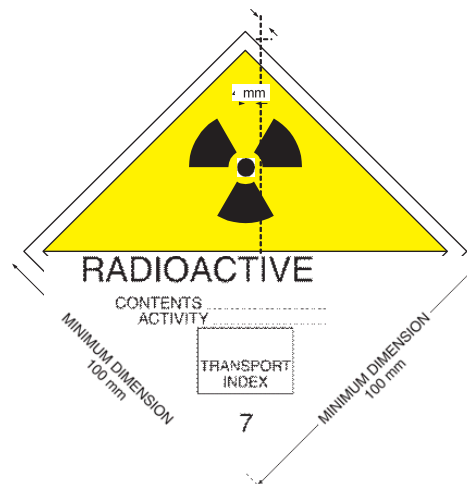 mm
RADIOACTIVE
CONTENTS
ACTIVITY
MINIMUM DIMENSION
100 mm
MINIMUM DIMENSION
100 mm
TRANSPORT
INDEX
7